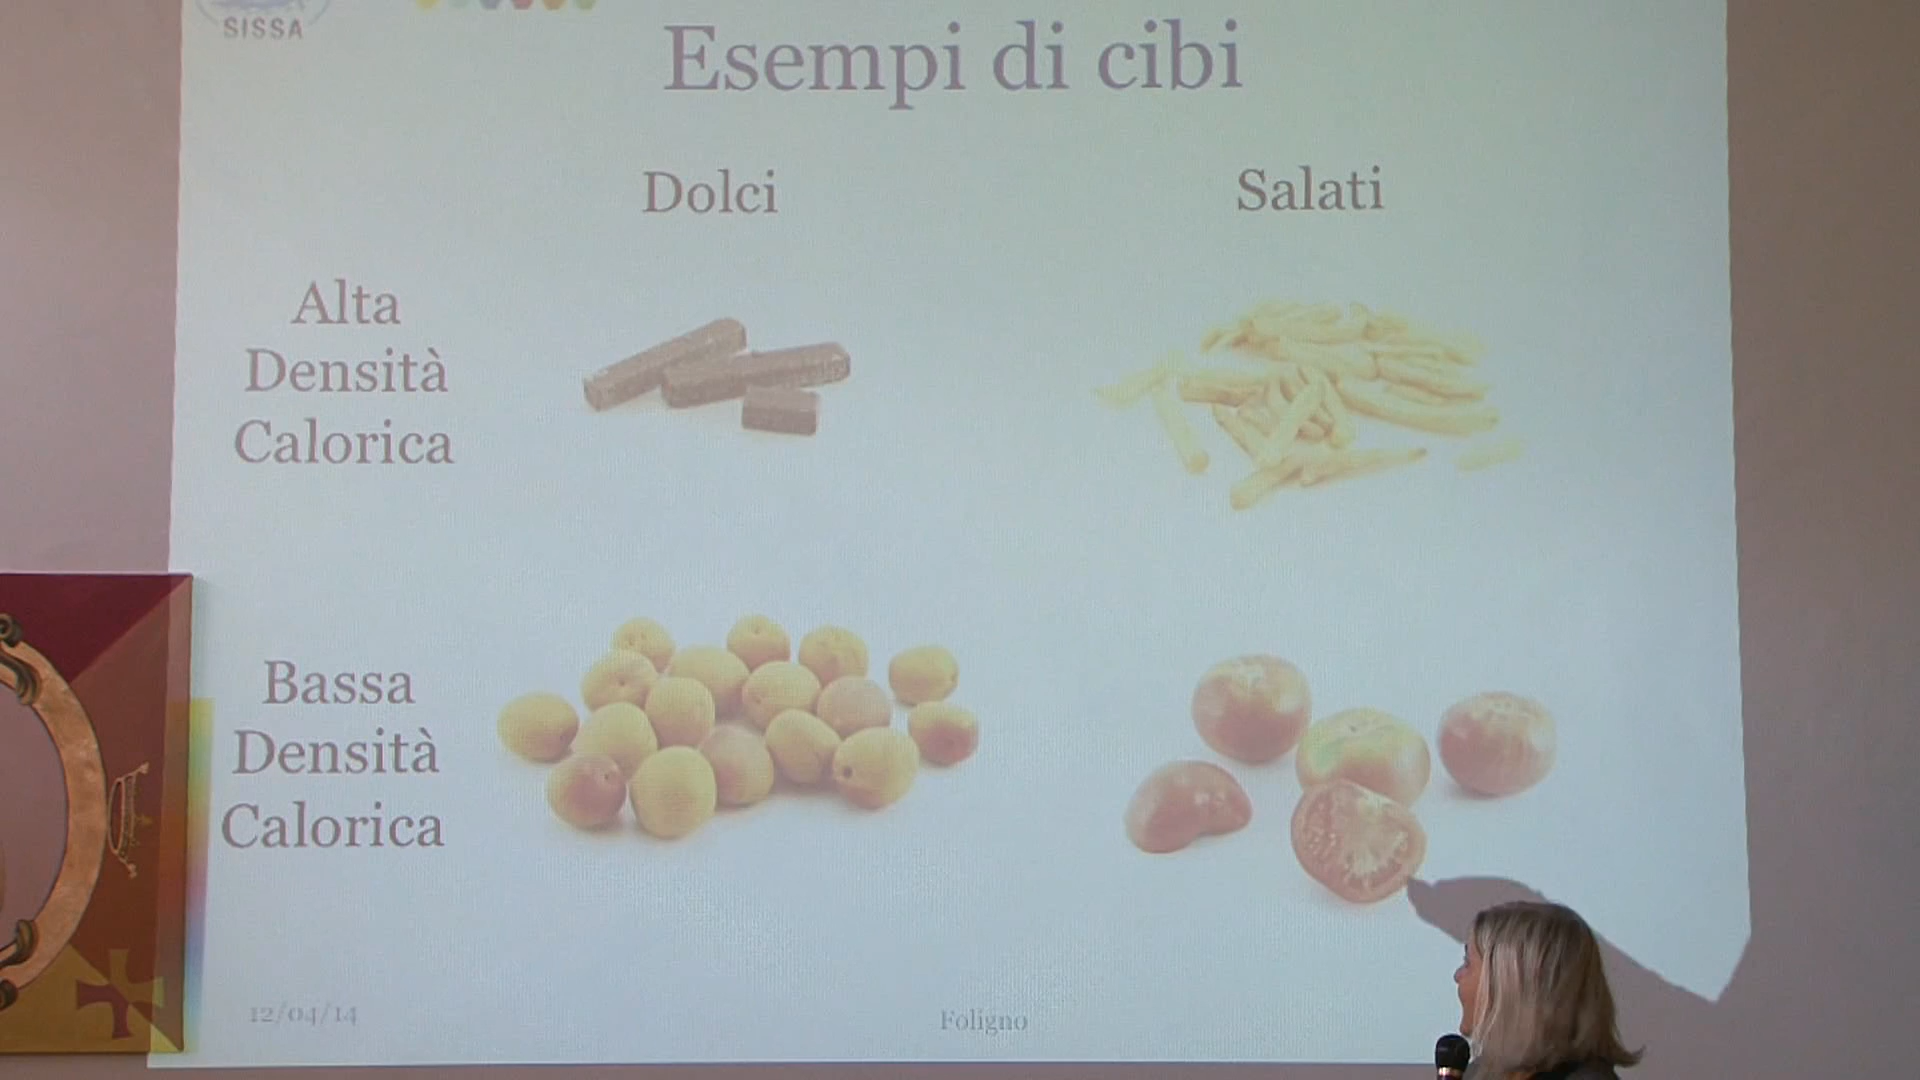 SISSA
Esempi di cibi
Dolci
Salati
Alta
Densità
Calorica
Bassa
Densità
Calorica
12/04/14
Foligno